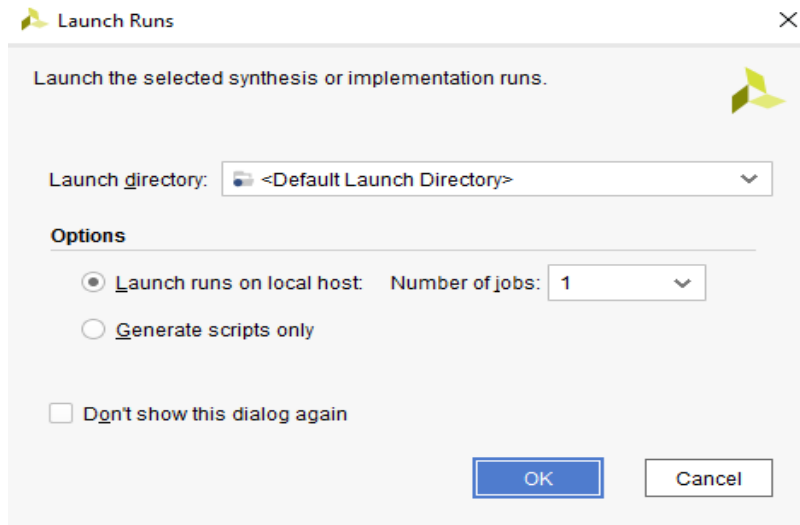 Launch Runs
Launch the selected synthesis or implementation runs.
Launch directory: <Default Launch Directory>
Options
Launch runs on local host: Number of jobs: 1
Generate scripts only
Don't show this dialog again
OK Cancel